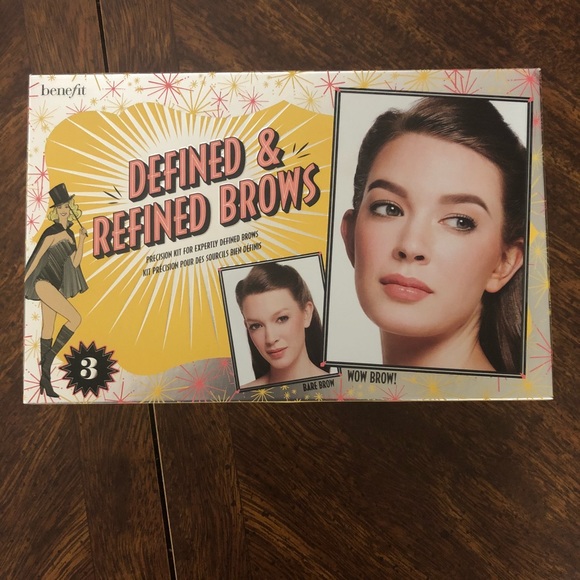 benefit
DEFINED &
REFINED BROWS
PRECISION KIT FOR EXPERTLY DEFINED BROWS
KIT PRÉCISION POUR DES SOURCILS BIEN DÉFINIS
3
BARE BROW
WOW BROW!